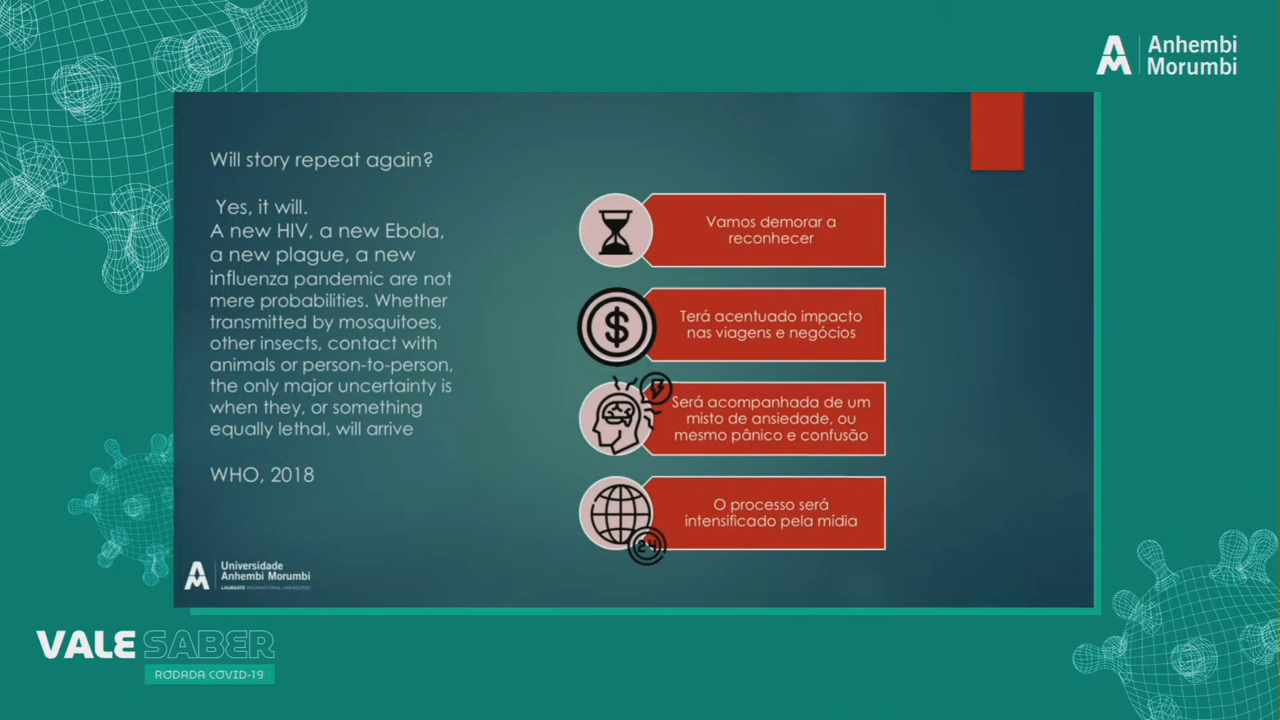 Anhembi
Morumbi
Will story repeat again?
Yes, it will.
A new HIV, a new Ebola,
a new plague, a new
influenza pandemic are not
mere probabilities. Whether
transmitted by mosquitoes,
other insects, contact with
animals or person-to-person,
the only major uncertainty is
when they, or something
equally lethal, will arrive
WHO, 2018
Vamos demorar a
reconhecer
$
Terá acentuado impacto
nas viagens e negócios
Será acompanhada de um
misto de ansiedade, ou
mesmo pânico e confusão
O processo será
intensificado pela mídia
24
Universidade
Anhembi Morumbi
LAUREATE INTERNATIONAL UNIVERSITIES
VALE SABER
RODADA COVID-19